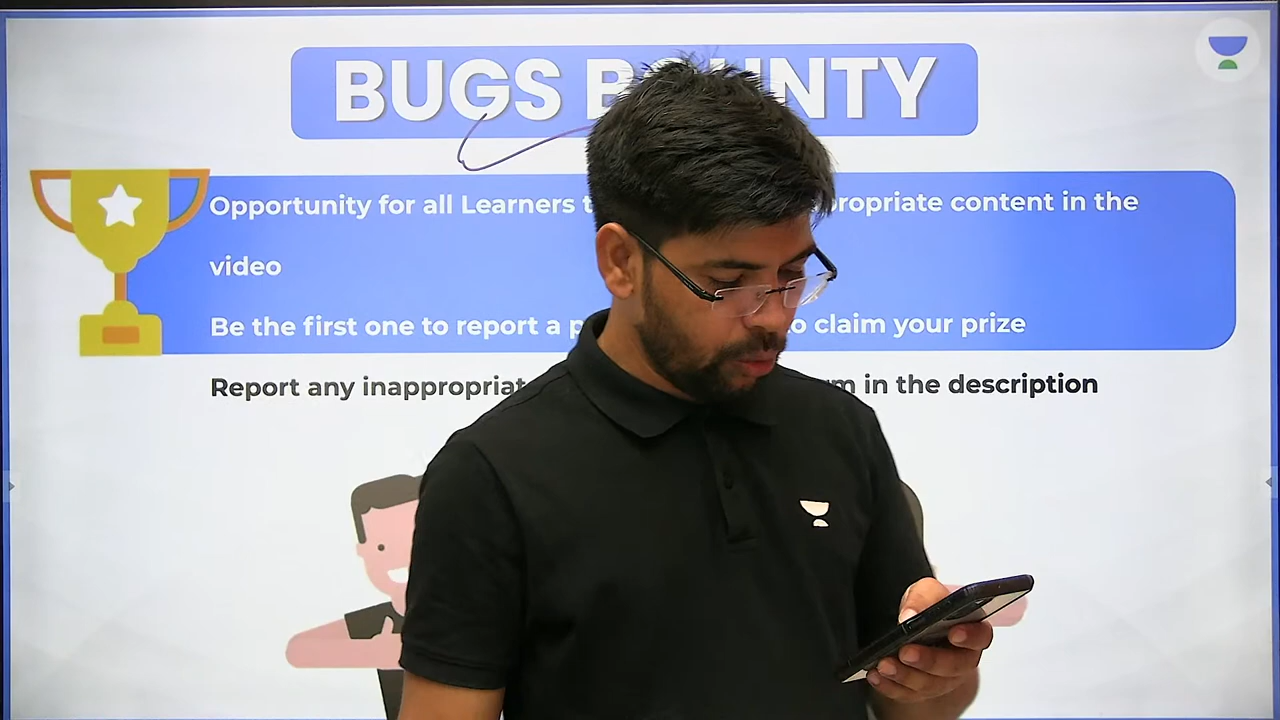 BUGS B NTY
Opportunity for all Learners propriate content in the
video
Be the first one to report a to claim your prize
Report any in the description